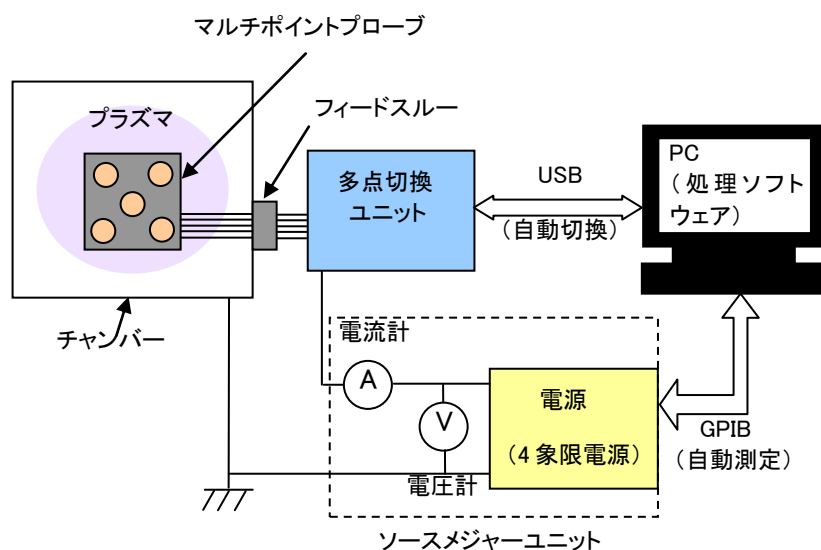 マルチポイントプローブ
プラズマ
フィードスルー
多点切換
ユニット
USB
(自動切換)
PC
(処理ソフト
ウェア)
チャンバー
電流計
A
V
電圧計
電源
(4象限電源)
GPIB
(自動測定)
ソースメジャーユニット